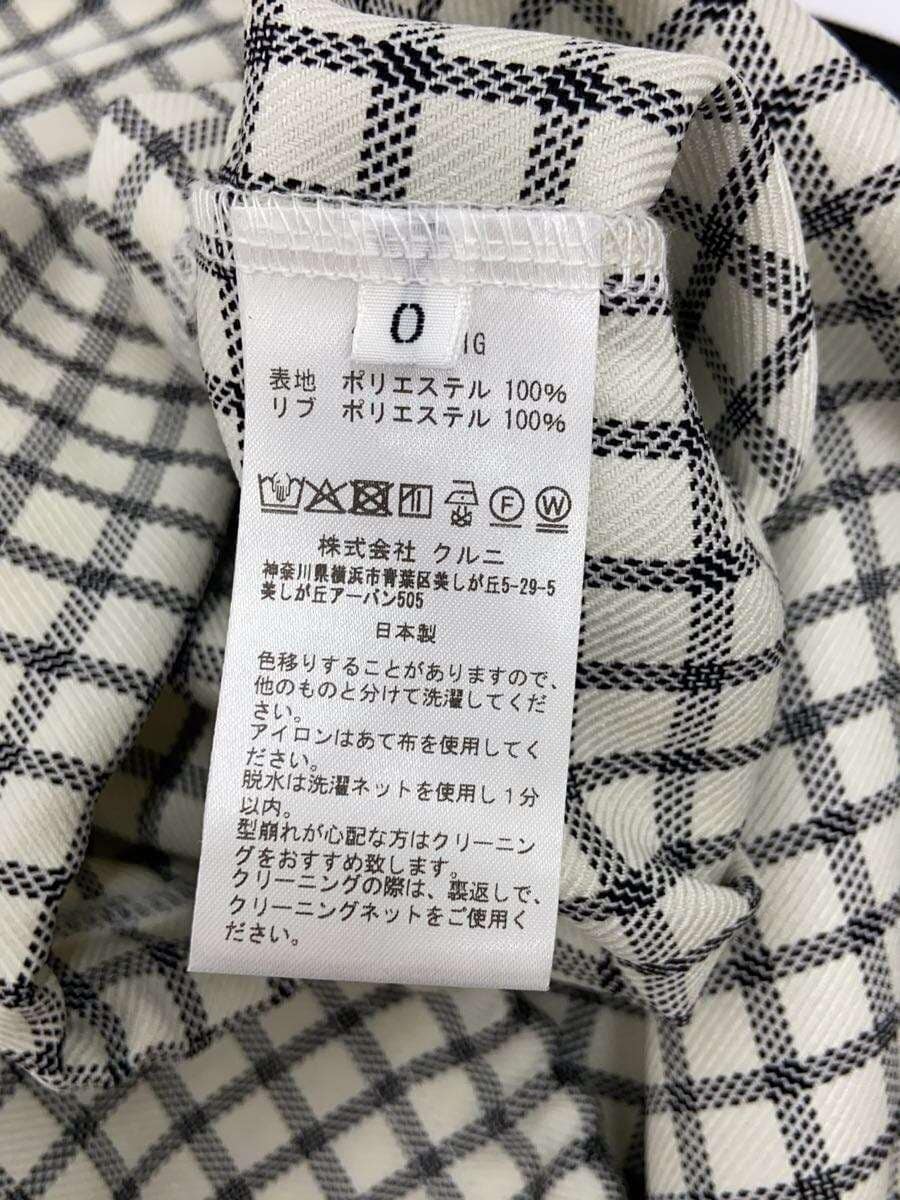 0
1G
表地 ポリエステル 100%
リブ ポリエステル 100%
F W
株式会社 クルニ
神奈川県横浜市青葉区美しが丘5-29-5
美しが丘アーバン505
日本製
色移りすることがありますので、
他のものと分けて洗濯してくだ
さい。
アイロンはあて布を使用してく
ださい。
脱水は洗濯ネットを使用し1分
以内。
型崩れが心配な方はクリーニン
グをおすすめ致します。
クリーニングの際は、裏返しで、
クリーニングネットをご使用く
ださい。